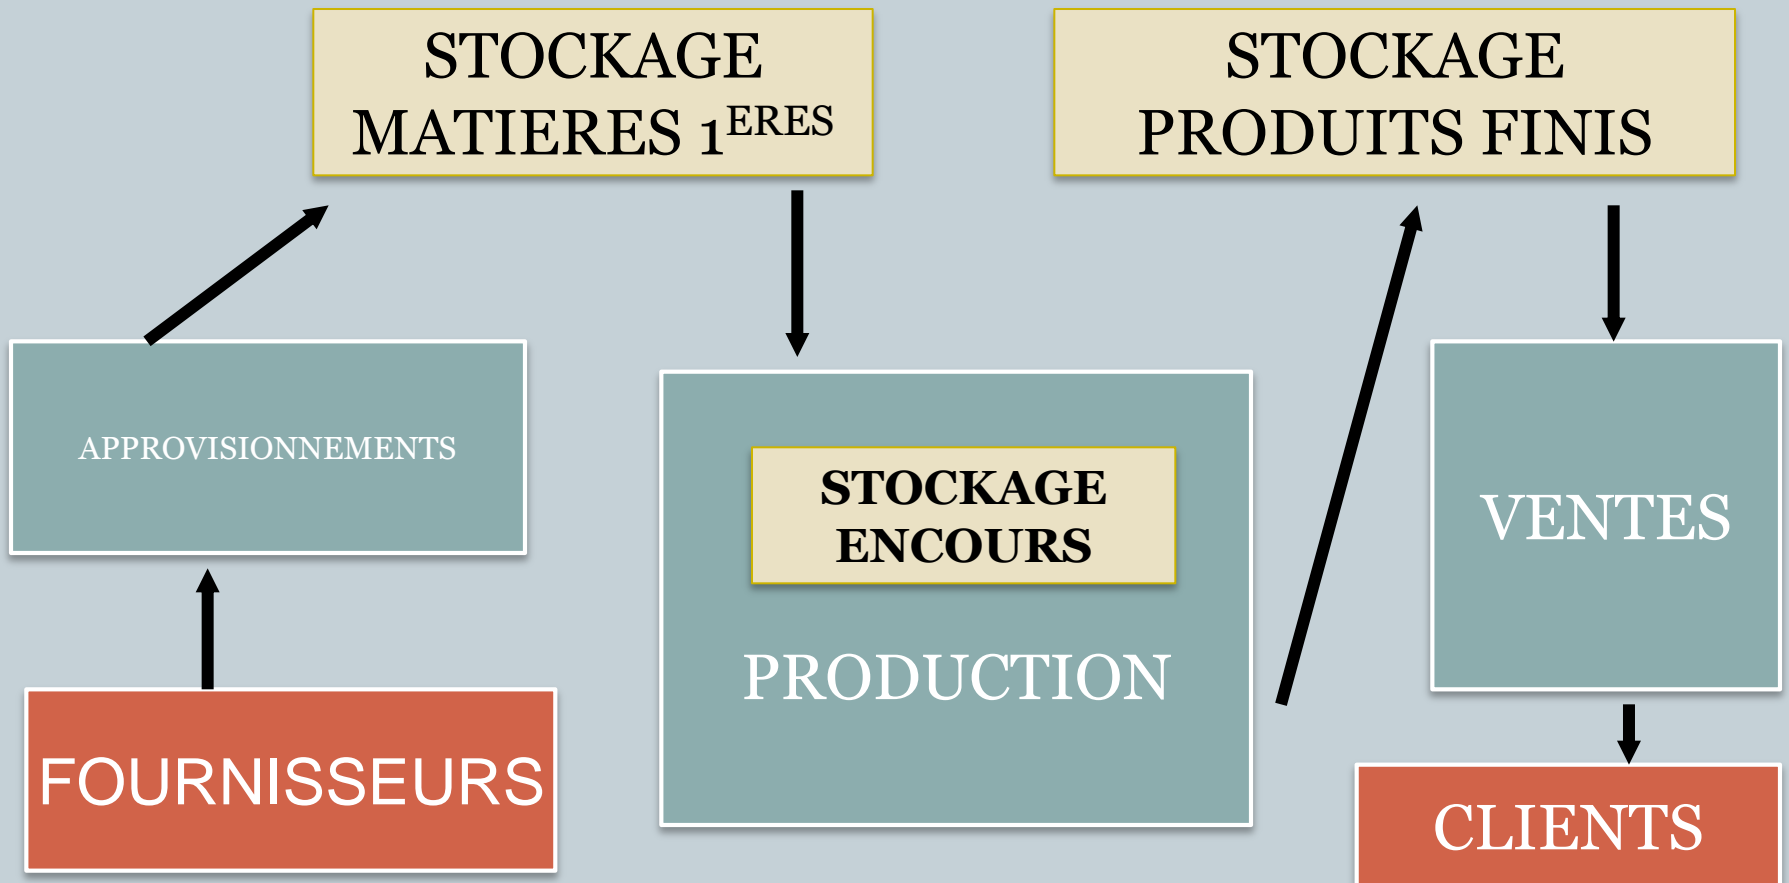 STOCKAGE
MATIERES 1ERES
STOCKAGE
PRODUITS FINIS
APPROVISIONNEMENTS
STOCKAGE
ENCOURS
PRODUCTION
VENTES
FOURNISSEURS
CLIENTS